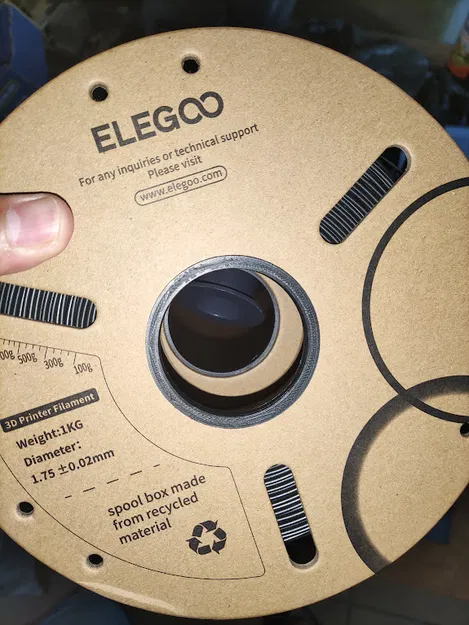 ELEGOO
For any inquiries or technical support
Please visit
www.elegoo.com
500g 300g 100g
3D Printer Filament
Weight:1KG
Diameter:
1.75 ±0.02mm
spool box made
from recycled
material